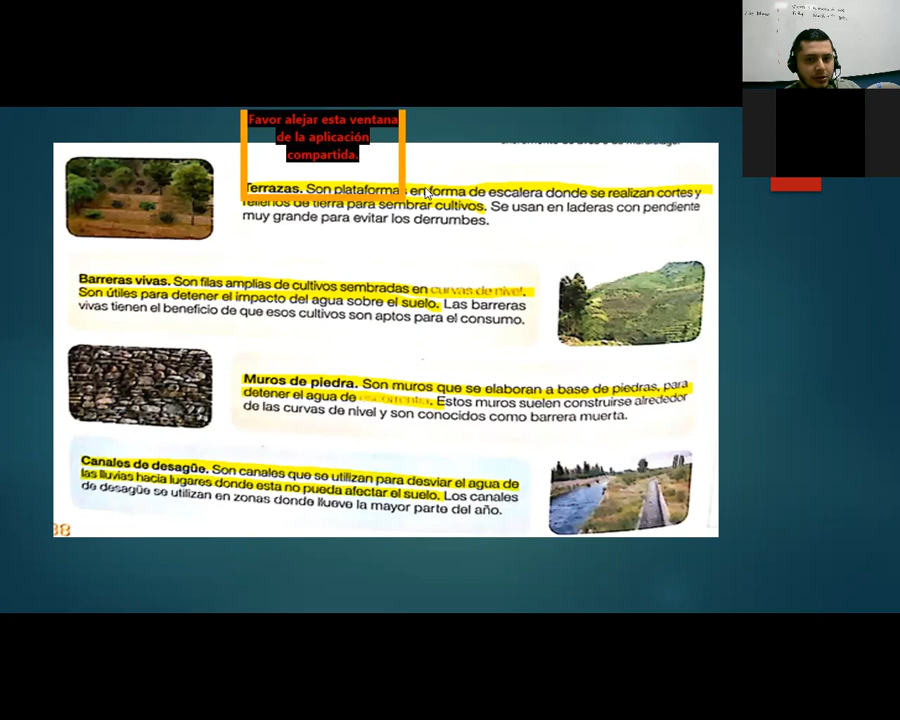 Favor alejar esta ventana
de la aplicación
compartida.
Terrazas. Son plataformas en forma de escalera donde se realizan cortes y
rellenos de tierra para sembrar cultivos. Se usan en laderas con pendiente
muy grande para evitar los derrumbes.
Barreras vivas. Son filas amplias de cultivos sembradas en curvas de nivel.
Son útiles para detener el impacto del agua sobre el suelo. Las barreras
vivas tienen el beneficio de que esos cultivos son aptos para el consumo.
Muros de piedra. Son muros que se elaboran a base de piedras, para
detener el agua de escorrentía. Estos muros suelen construirse alrededor
de las curvas de nivel y son conocidos como barrera muerta.
Canales de desagüe. Son canales que se utilizan para desviar el agua de
las lluvias hacia lugares donde esta no pueda afectar el suelo. Los canales
de desagüe se utilizan en zonas donde llueve la mayor parte del año.
38